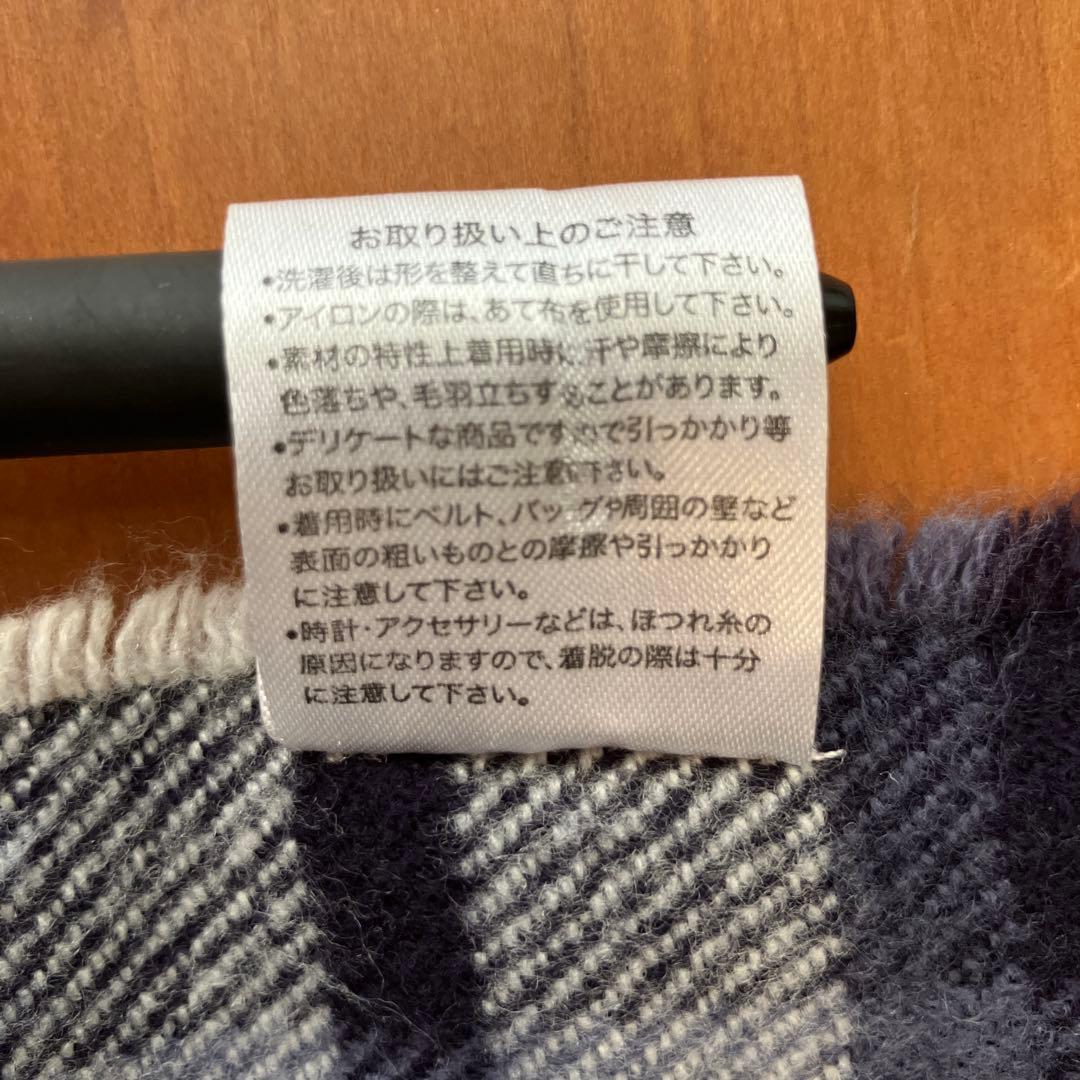 お取り扱い上のご注意
•洗濯後は形を整えて直ちに干して下さい。
•アイロンの際は、あて布を使用して下さい。
•素材の特性上着用時に汗や摩擦により
色落ちや、毛羽立ちすることがあります。
•デリケートな商品ですので引っかかり等
お取り扱いにはご注意下さい。
•着用時にベルト、バッグや周囲の壁など
表面の粗いものとの摩擦や引っかかり
に注意して下さい。
•時計・アクセサリーなどは、ほつれ糸の
原因になりますので、着脱の際は十分
に注意して下さい。